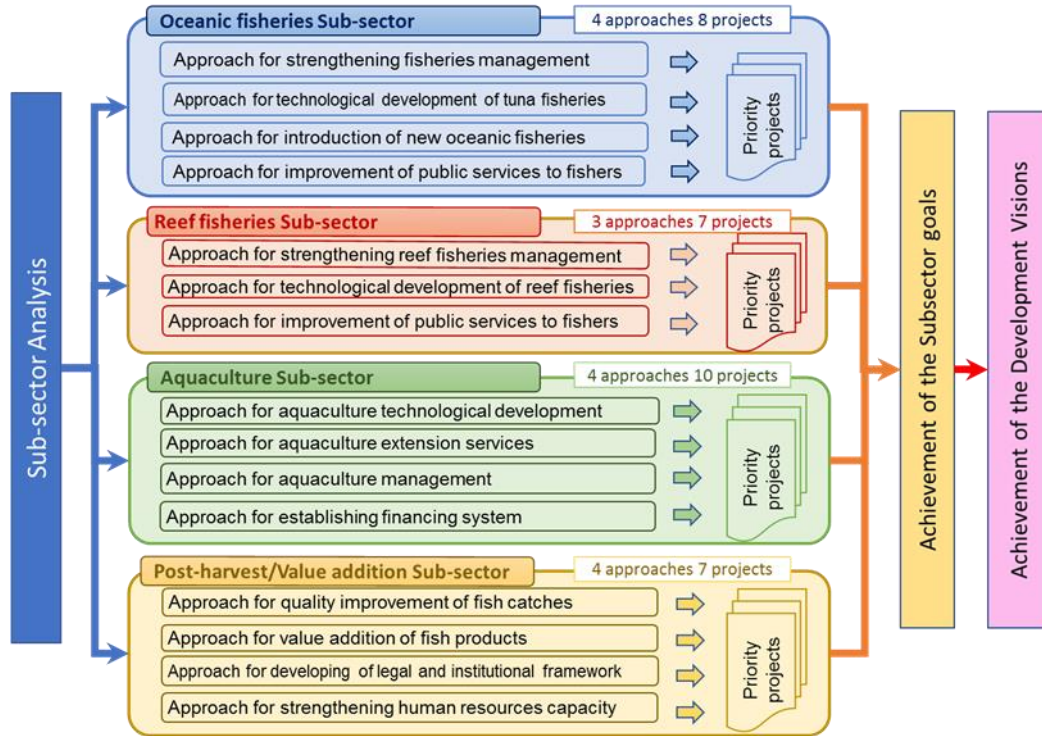 Sub-sector Analysis
Oceanic fisheries Sub-sector
4 approaches 8 projects
Approach for strengthening fisheries management
Approach for technological development of tuna fisheries
Approach for introduction of new oceanic fisheries
Approach for improvement of public services to fishers
Priority
projects
Reef fisheries Sub-sector
3 approaches 7 projects
Approach for strengthening reef fisheries management
Approach for technological development of reef fisheries
Approach for improvement of public services to fishers
Priority
projects
Aquaculture Sub-sector
4 approaches 10 projects
Approach for aquaculture technological development
Approach for aquaculture extension services
Approach for aquaculture management
Approach for establishing financing system
Priority
projects
Post-harvest/Value addition Sub-sector
4 approaches 7 projects
Approach for quality improvement of fish catches
Approach for value addition of fish products
Approach for developing of legal and institutional framework
Approach for strengthening human resources capacity
Priority
projects
Achievement of the Subsector goals
Achievement of the Development Visions